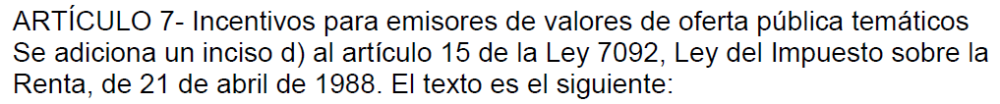 ARTÍCULO 7- Incentivos para emisores de valores de oferta pública temáticos
Se adiciona un inciso d) al artículo 15 de la Ley 7092, Ley del Impuesto sobre la
Renta, de 21 de abril de 1988. El texto es el siguiente: